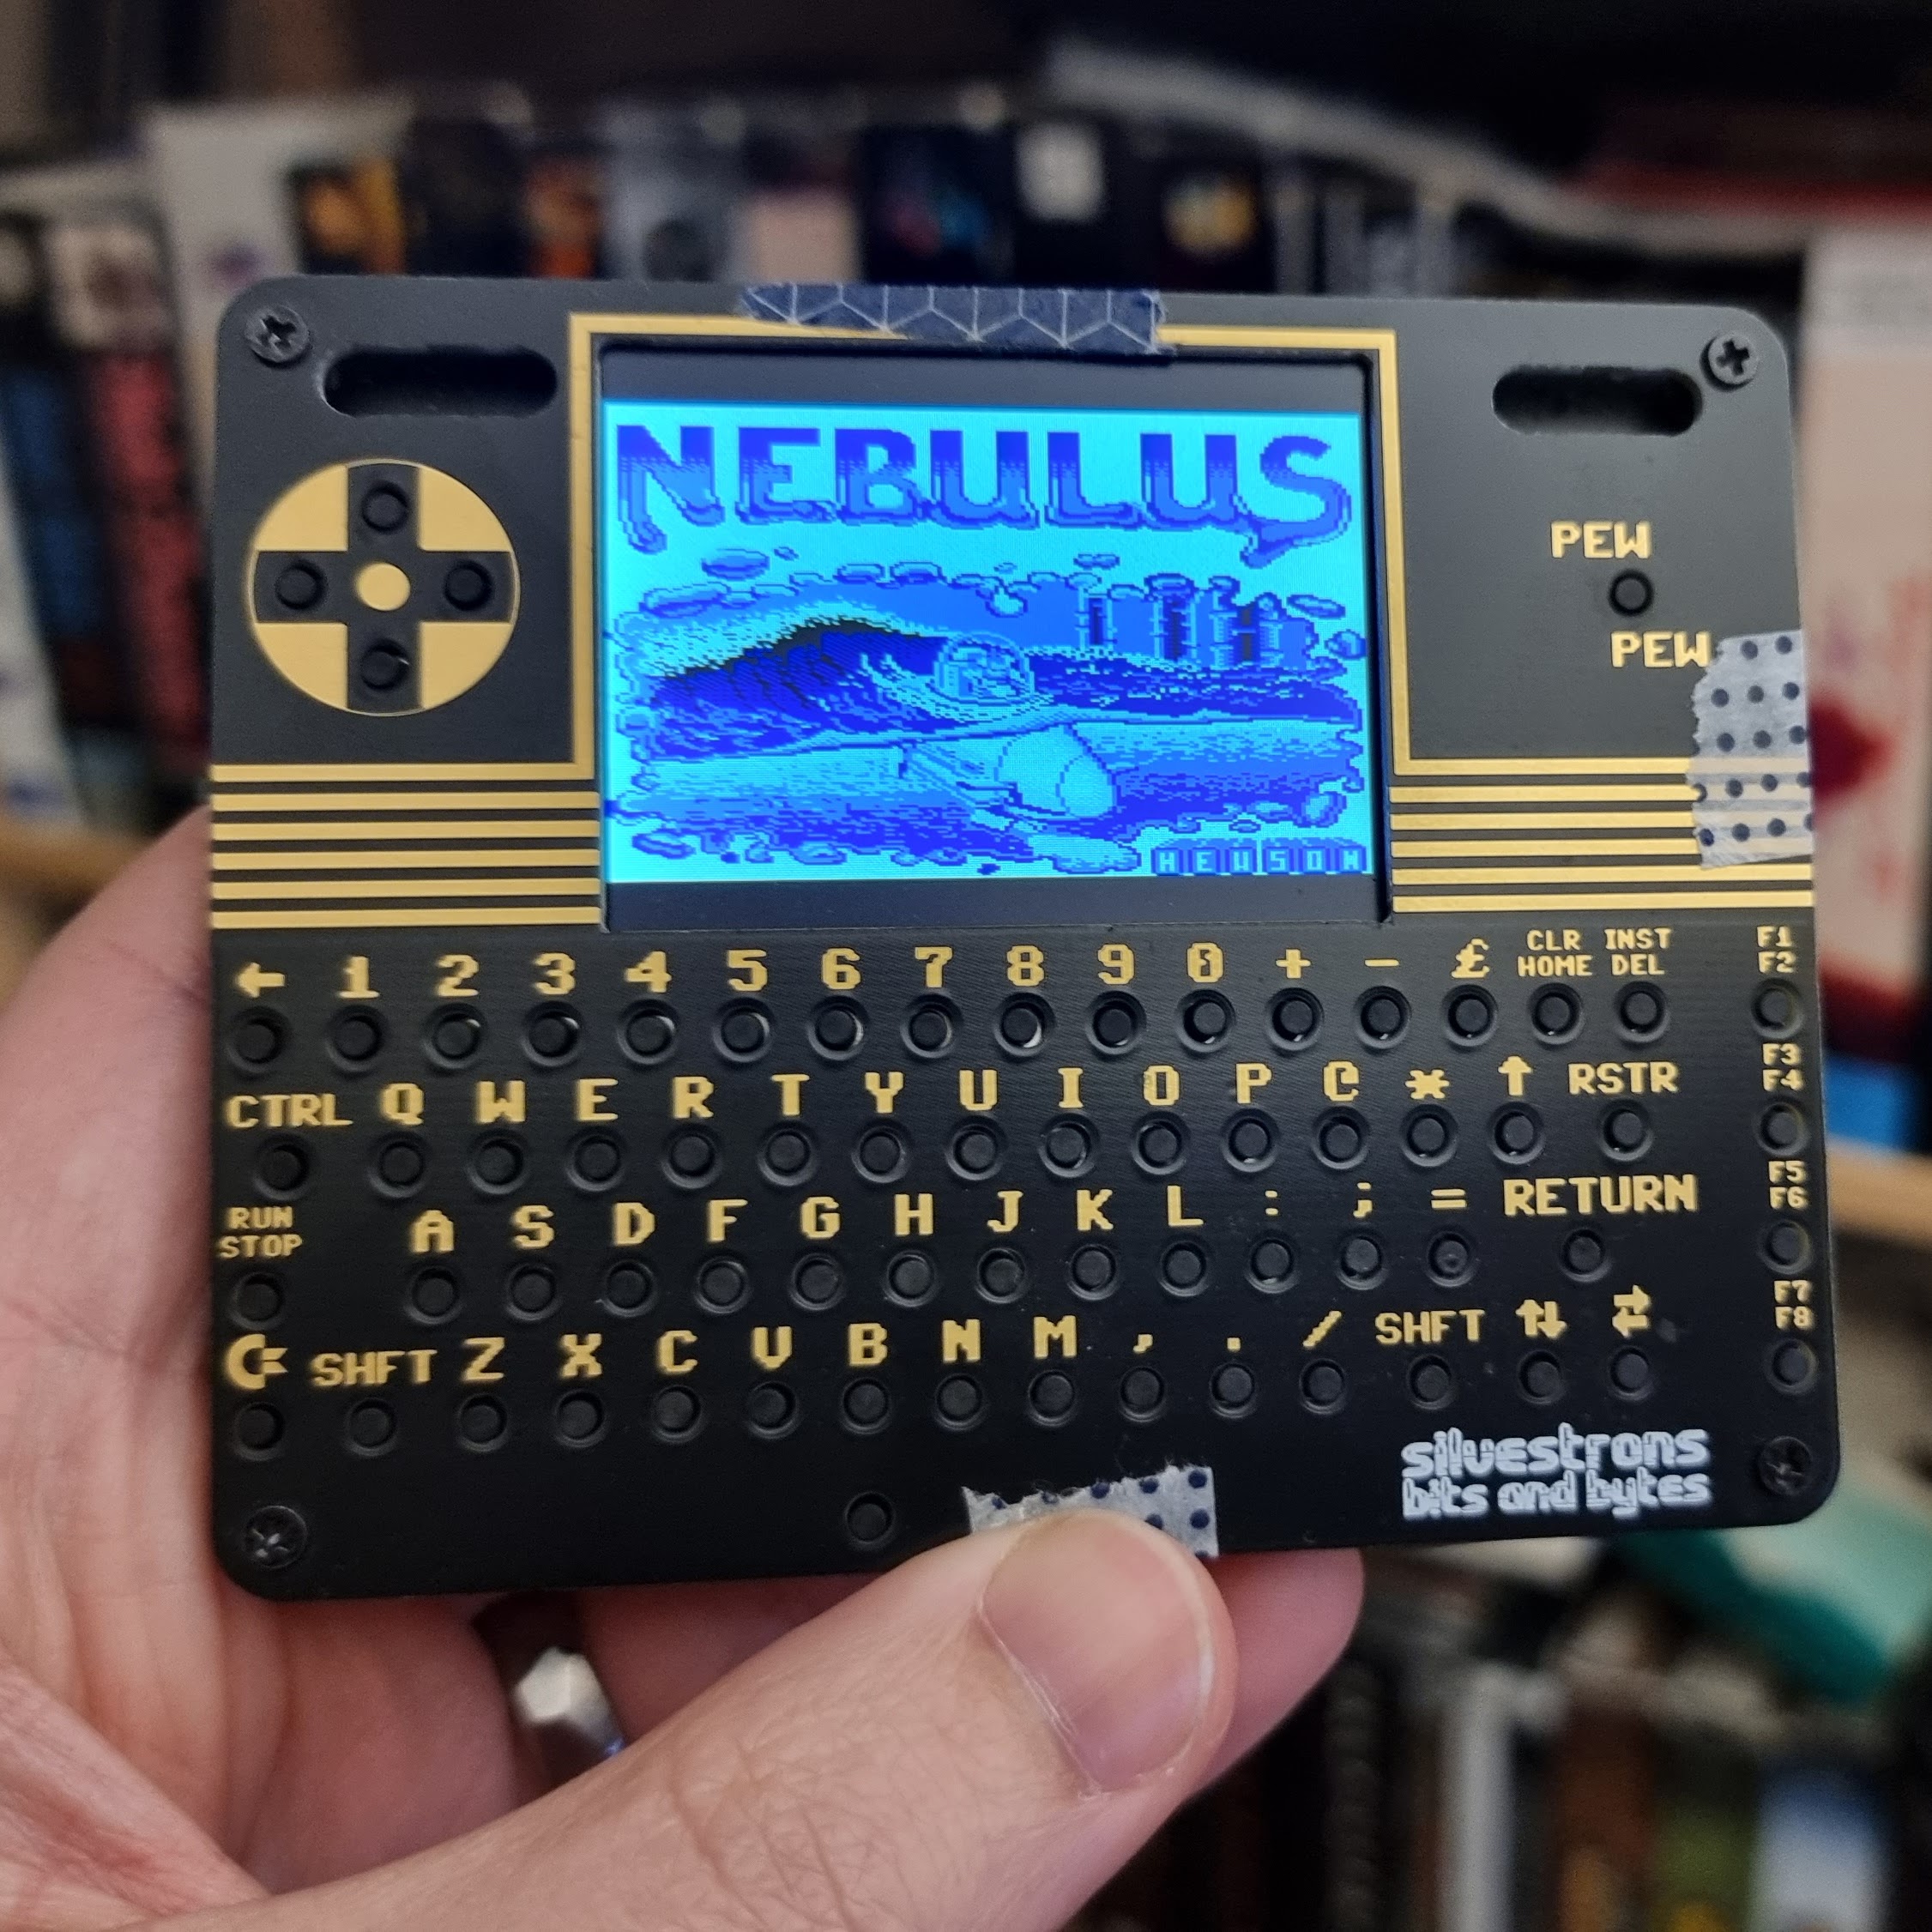 NEBULUS
HEWSON
PEW
PEW
← 1 2 3 4 5 6 7 8 9 0 + - £ CLR HOME INST DEL F1 F2
CTRL Q W E R T Y U I O P @ * ↑ RSTR F3 F4
RUN STOP A S D F G H J K L : ; = RETURN F5 F6
C= SHFT Z X C V B N M , . / SHFT ↑↓ ⇄ F7 F8
silvestrons
bits and bytes